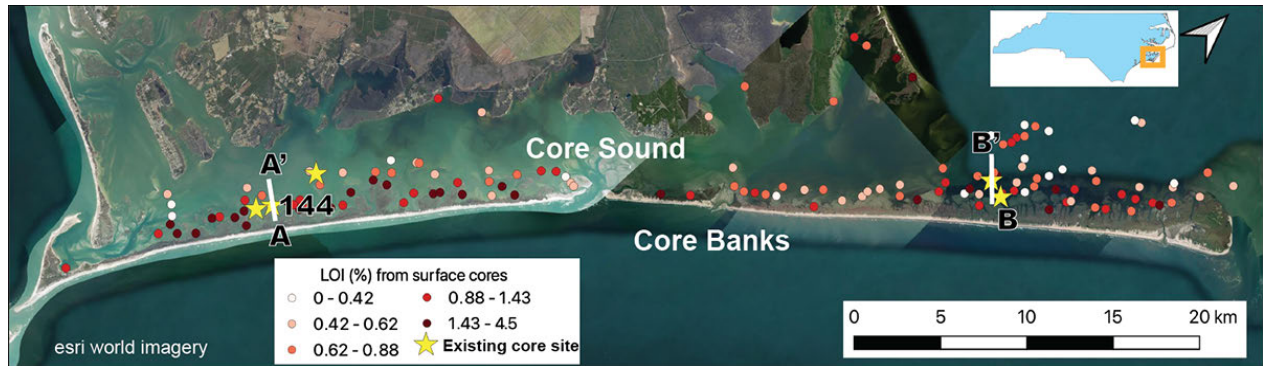 Core Sound
A'
144
A
B'
B
Core Banks
LOI (%) from surface cores
0 - 0.42
0.42 - 0.62
0.62 - 0.88
0.88 - 1.43
1.43 - 4.5
Existing core site
0 5 10 15 20 km
esri world imagery